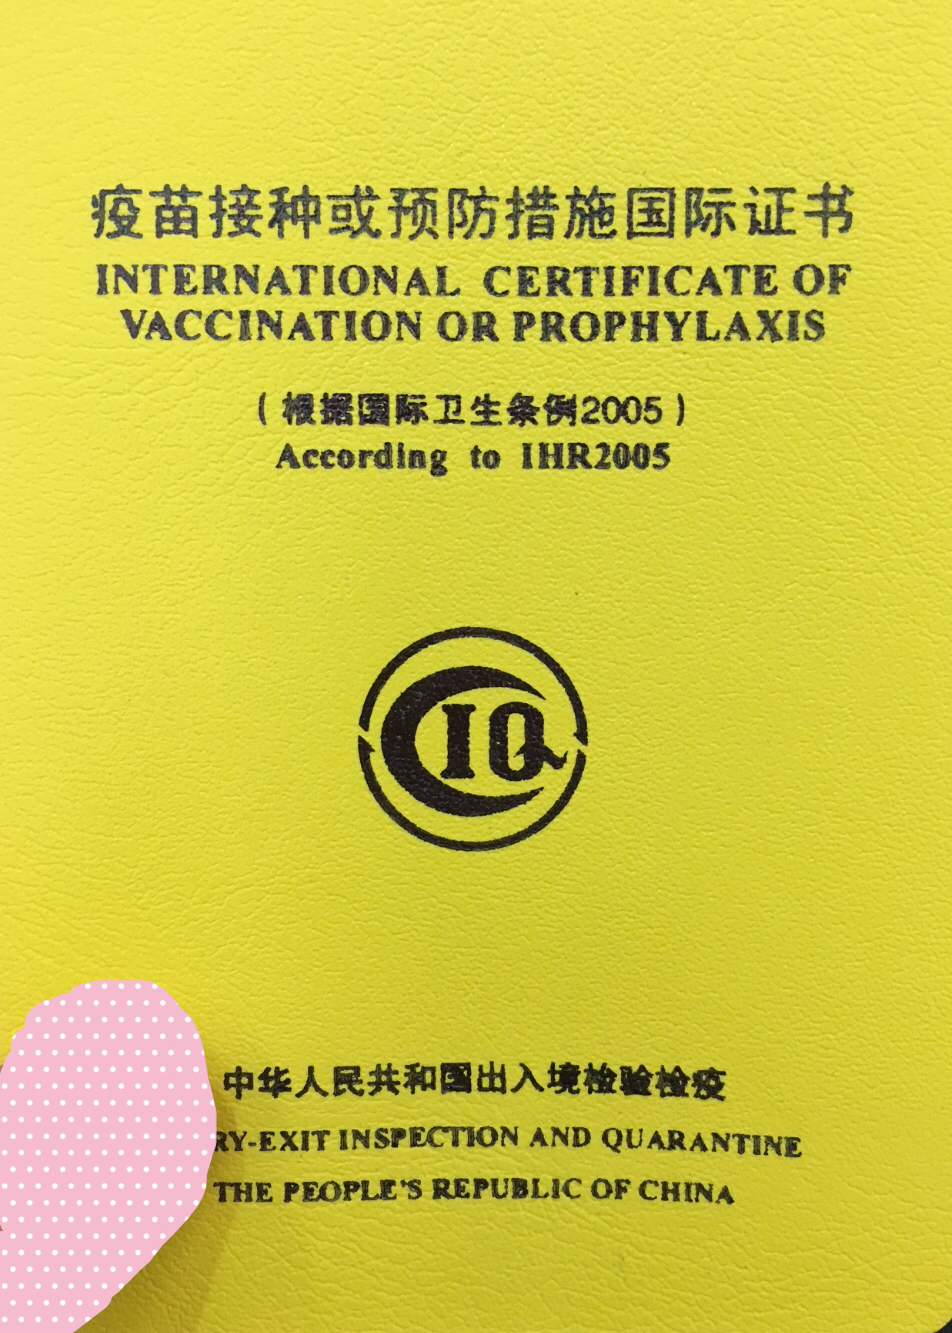 疫苗接种或预防措施国际证书
INTERNATIONAL CERTIFICATE OF
VACCINATION OR PROPHYLAXIS
(根据国际卫生条例2005)
According to IHR2005
CIQ
中华人民共和国出入境检验检疫
RY-EXIT INSPECTION AND QUARANTINE
THE PEOPLE'S REPUBLIC OF CHINA